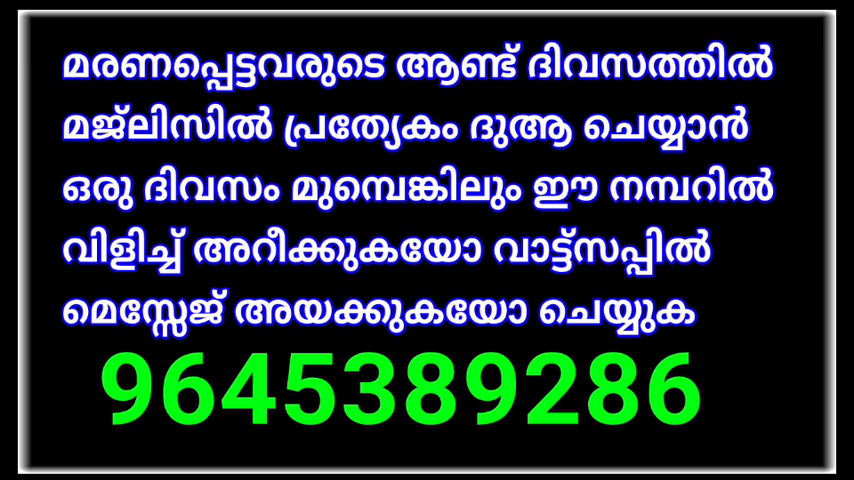 മരണപ്പെട്ടവരുടെ ആണ്ട് ദിവസത്തിൽ
മജ്ലിസിൽ പ്രത്യേകം ദുആ ചെയ്യാൻ
ഒരു ദിവസം മുമ്പെങ്കിലും ഈ നമ്പറിൽ
വിളിച്ച് അറീക്കുകയോ വാട്ട്സപ്പിൽ
മെസ്സേജ് അയക്കുകയോ ചെയ്യുക
9645389286